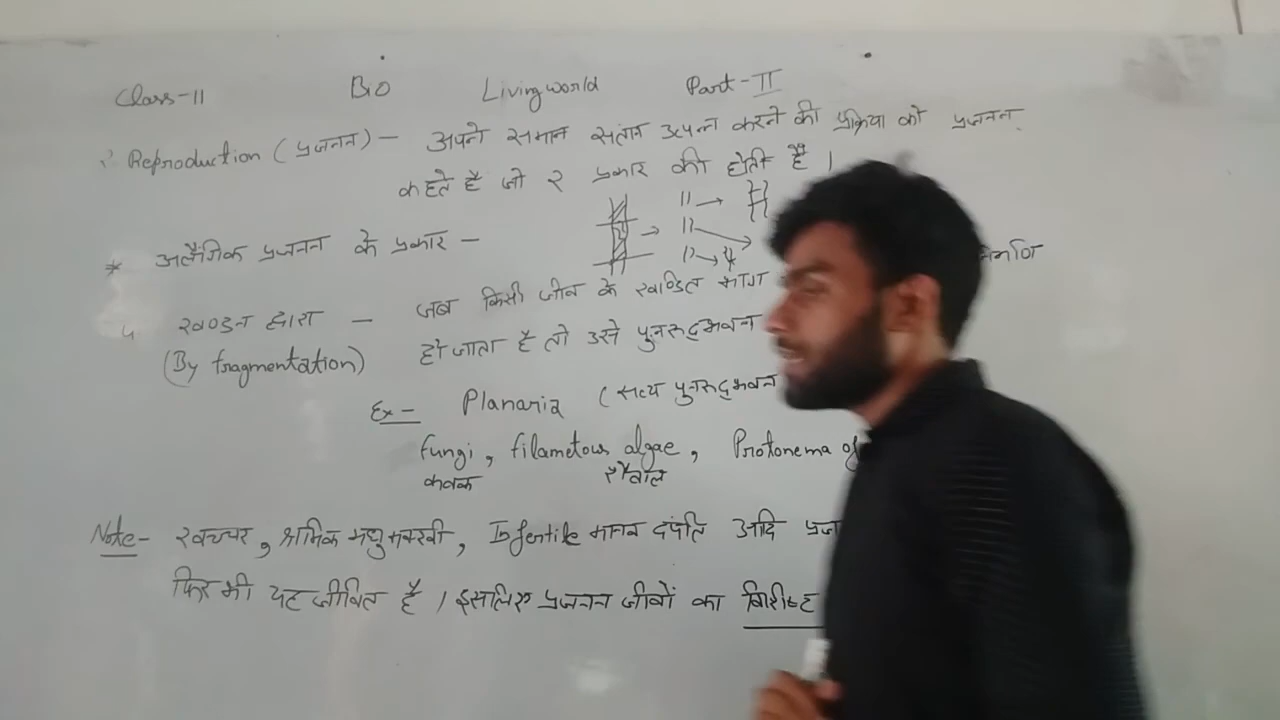 Class-11 Bio Living world Part-II
Reproduction (प्रजनन) — अपने समान संतान उत्पन्न करने की प्रक्रिया को प्रजनन
कहते है जो २ प्रकार की होती है ।
* अलैंगिक प्रजनन के प्रकार —
खण्डन द्वारा — जब किसी जीव के खण्डित भाग
(By fragmentation) हो जाता है तो उसे पुनरुद्भवन
Ex- Planaria (सत्य पुनरुद्भवन
fungi, filametous algae, Protonema of
कवक शैवाल
Note- खच्चर, श्रमिक मधुमक्खी, Infertile मानव दंपति आदि
फिर भी यह जीवित है । इसलिए प्रजनन जीवों का